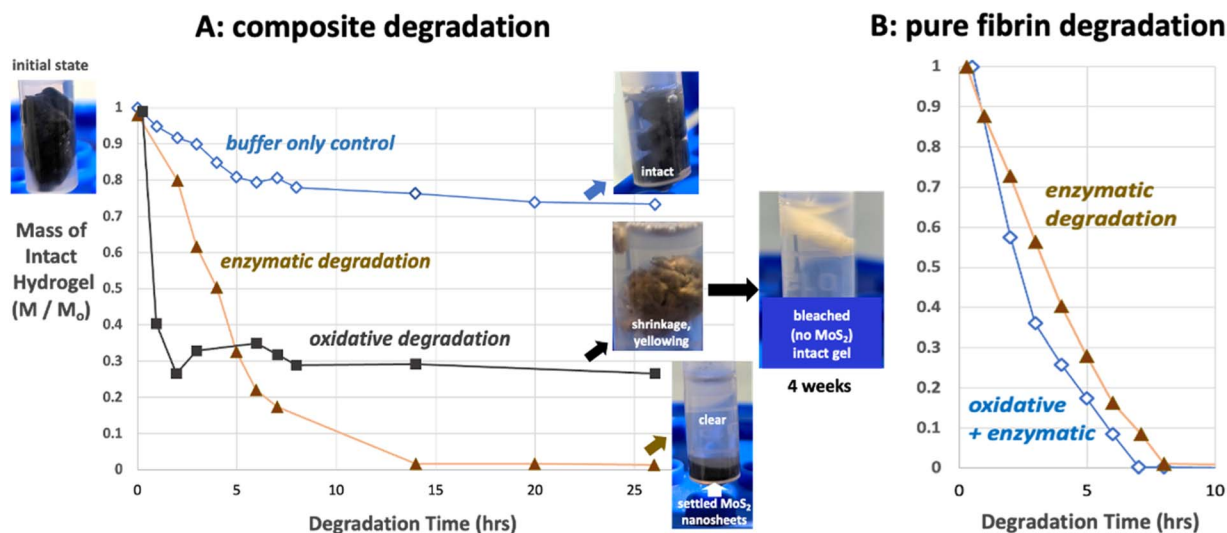 A: composite degradation
initial state
1
0.9
0.8
0.7
0.6
0.5
0.4
0.3
0.2
0.1
0
Mass of
Intact
Hydrogel
(M / Mo)
buffer only control
enzymatic degradation
oxidative degradation
intact
shrinkage,
yellowing
bleached
(no MoS2)
intact gel
4 weeks
clear
settled MoS2
nanosheets
0 5 10 15 20 25
Degradation Time (hrs)
B: pure fibrin degradation
1
0.9
0.8
0.7
0.6
0.5
0.4
0.3
0.2
0.1
0
enzymatic
degradation
oxidative
+ enzymatic
0 5 10
Degradation Time (hrs)